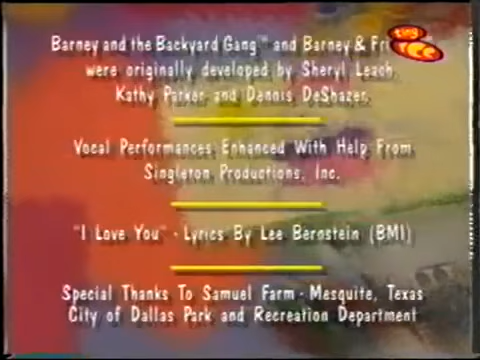 Barney and the Backyard Gang™ and Barney & Fri
were originally developed by Sheryl Leach,
Kathy Parker and Dennis DeShazer.
Vocal Performances Enhanced With Help From
Singleton Productions, Inc.
"I Love You" - Lyrics By Lee Bernstein (BMI)
Special Thanks To Samuel Farm - Mesquite, Texas
City of Dallas Park and Recreation Department